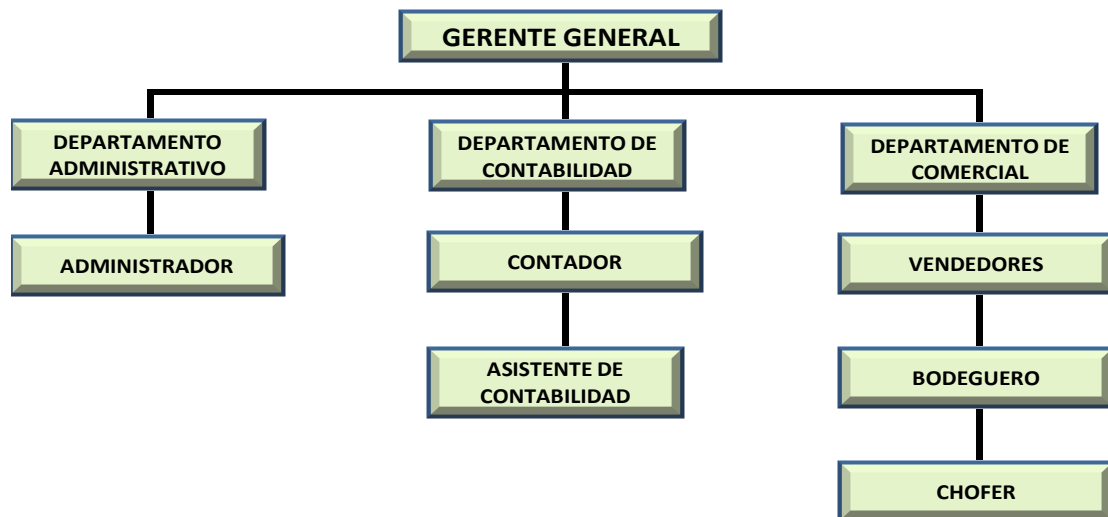 GERENTE GENERAL
DEPARTAMENTO
ADMINISTRATIVO
DEPARTAMENTO DE
CONTABILIDAD
DEPARTAMENTO DE
COMERCIAL
ADMINISTRADOR
CONTADOR
VENDEDORES
ASISTENTE DE
CONTABILIDAD
BODEGUERO
CHOFER